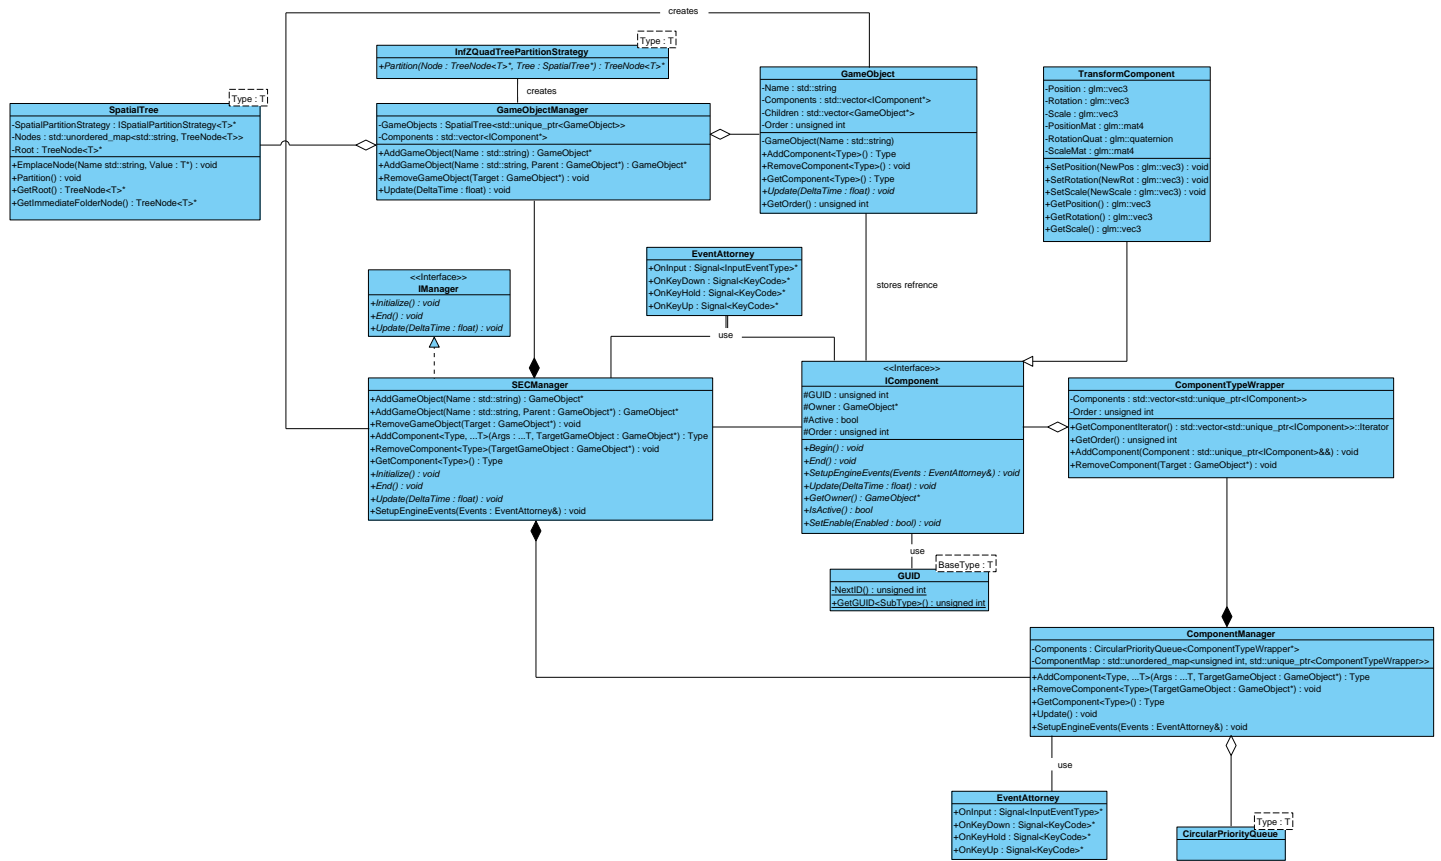 creates
Type : T
InfZQuadTreePartitionStrategy
+Partition(Node : TreeNode<T>*, Tree : SpatialTree*) : TreeNode<T>*
creates
Type : T
SpatialTree
-SpatialPartitionStrategy : ISpatialPartitionStrategy<T>*
-Nodes : std::unordered_map<std::string, TreeNode<T>>
-Root : TreeNode<T>*
+EmplaceNode(Name std::string, Value : T*) : void
+Partition() : void
+GetRoot() : TreeNode<T>*
+GetImmediateFolderNode() : TreeNode<T>*
GameObjectManager
-GameObjects : SpatialTree<std::unique_ptr<GameObject>>
-Components : std::vector<IComponent*>
+AddGameObject(Name : std::string) : GameObject*
+AddGameObject(Name : std::string, Parent : GameObject*) : GameObject*
+RemoveGameObject(Target : GameObject*) : void
+Update(DeltaTime : float) : void
GameObject
-Name : std::string
-Components : std::vector<IComponent*>
-Children : std::vector<GameObject*>
-Order : unsigned int
-GameObject(Name : std::string)
+AddComponent<Type>() : Type
+RemoveComponent<Type>() : void
+GetComponent<Type>() : Type
+Update(DeltaTime : float) : void
+GetOrder() : unsigned int
TransformComponent
-Position : glm::vec3
-Rotation : glm::vec3
-Scale : glm::vec3
-PositionMat : glm::mat4
-RotationQuat : glm::quaternion
-ScaleMat : glm::mat4
+SetPosition(NewPos : glm::vec3) : void
+SetRotation(NewRot : glm::vec3) : void
+SetScale(NewScale : glm::vec3) : void
+GetPosition() : glm::vec3
+GetRotation() : glm::vec3
+GetScale() : glm::vec3
EventAttorney
+OnInput : Signal<InputEventType>*
+OnKeyDown : Signal<KeyCode>*
+OnKeyHold : Signal<KeyCode>*
+OnKeyUp : Signal<KeyCode>*
use
stores refrence
<<Interface>>
IManager
+Initialize() : void
+End() : void
+Update(DeltaTime : float) : void
SECManager
+AddGameObject(Name : std::string) : GameObject*
+AddGameObject(Name : std::string, Parent : GameObject*) : GameObject*
+RemoveGameObject(Target : GameObject*) : void
+AddComponent<Type, ...T>(Args : ...T, TargetGameObject : GameObject*) : Type
+RemoveComponent<Type>(TargetGameObject : GameObject*) : void
+GetComponent<Type>() : Type
+Initialize() : void
+End() : void
+Update(DeltaTime : float) : void
+SetupEngineEvents(Events : EventAttorney&) : void
<<Interface>>
IComponent
#GUID : unsigned int
#Owner : GameObject*
#Active : bool
#Order : unsigned int
+Begin() : void
+End() : void
+SetupEngineEvents(Events : EventAttorney&) : void
+Update(DeltaTime : float) : void
+GetOwner() : GameObject*
+IsActive() : bool
+SetEnable(Enabled : bool) : void
ComponentTypeWrapper
-Components : std::vector<std::unique_ptr<IComponent>>
-Order : unsigned int
+GetComponentIterator() : std::vector<std::unique_ptr<IComponent>>::Iterator
+GetOrder() : unsigned int
+AddComponent(Component : std::unique_ptr<IComponent>&&) : void
+RemoveComponent(Target : GameObject*) : void
use
BaseType : T
GUID
-NextID() : unsigned int
+GetGUID<SubType>() : unsigned int
ComponentManager
-Components : CircularPriorityQueue<ComponentTypeWrapper*>
-ComponentMap : std::unordered_map<unsigned int, std::unique_ptr<ComponentTypeWrapper>>
+AddComponent<Type, ...T>(Args : ...T, TargetGameObject : GameObject*) : Type
+RemoveComponent<Type>(TargetGameObject : GameObject*) : void
+GetComponent<Type>() : Type
+Update() : void
+SetupEngineEvents(Events : EventAttorney&) : void
use
EventAttorney
+OnInput : Signal<InputEventType>*
+OnKeyDown : Signal<KeyCode>*
+OnKeyHold : Signal<KeyCode>*
+OnKeyUp : Signal<KeyCode>*
Type : T
CircularPriorityQueue